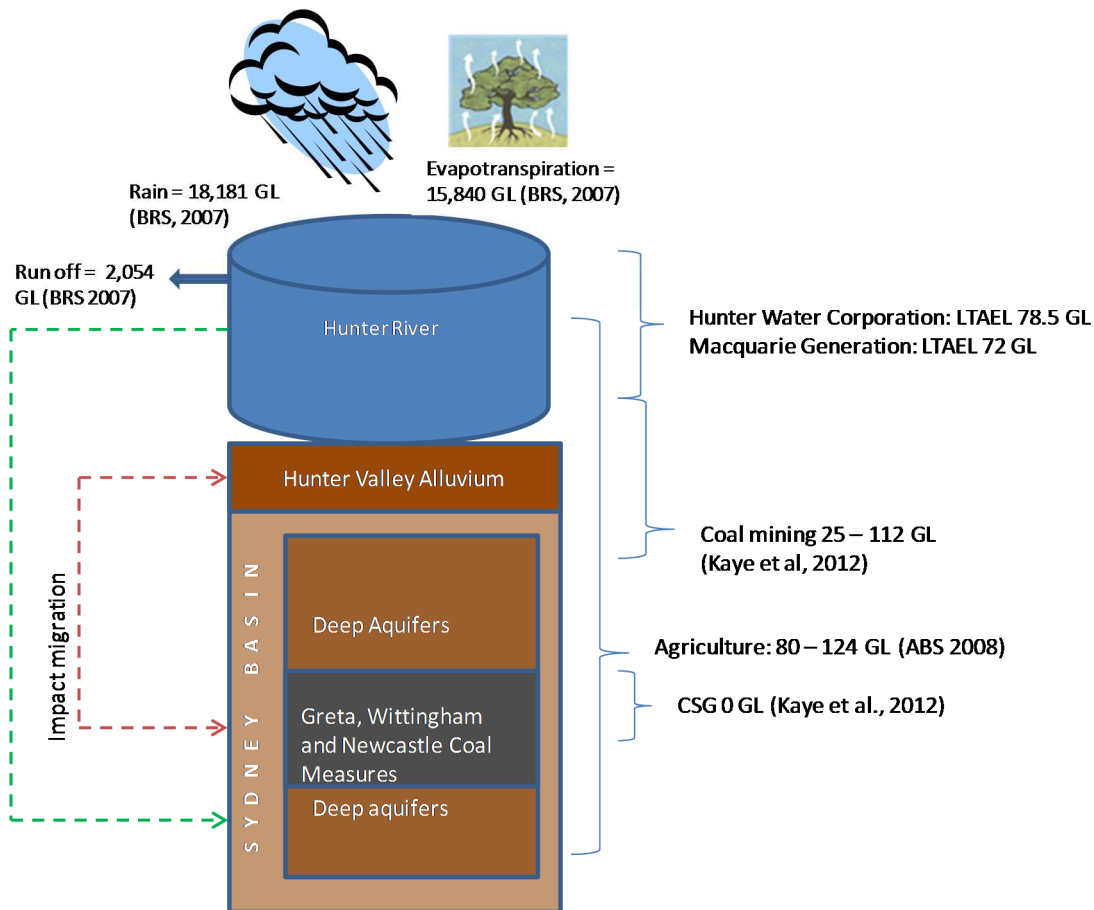 Evapotranspiration =
15,840 GL (BRS, 2007)
Rain = 18,181 GL
(BRS, 2007)
Run off = 2,054
GL (BRS 2007)
Hunter River
Hunter Water Corporation: LTAEL 78.5 GL
Macquarie Generation: LTAEL 72 GL
Hunter Valley Alluvium
Coal mining 25 – 112 GL
(Kaye et al, 2012)
Impact migration
SYDNEY BASIN
Deep Aquifers
Agriculture: 80 – 124 GL (ABS 2008)
CSG 0 GL (Kaye et al., 2012)
Greta, Wittingham
and Newcastle Coal
Measures
Deep aquifers